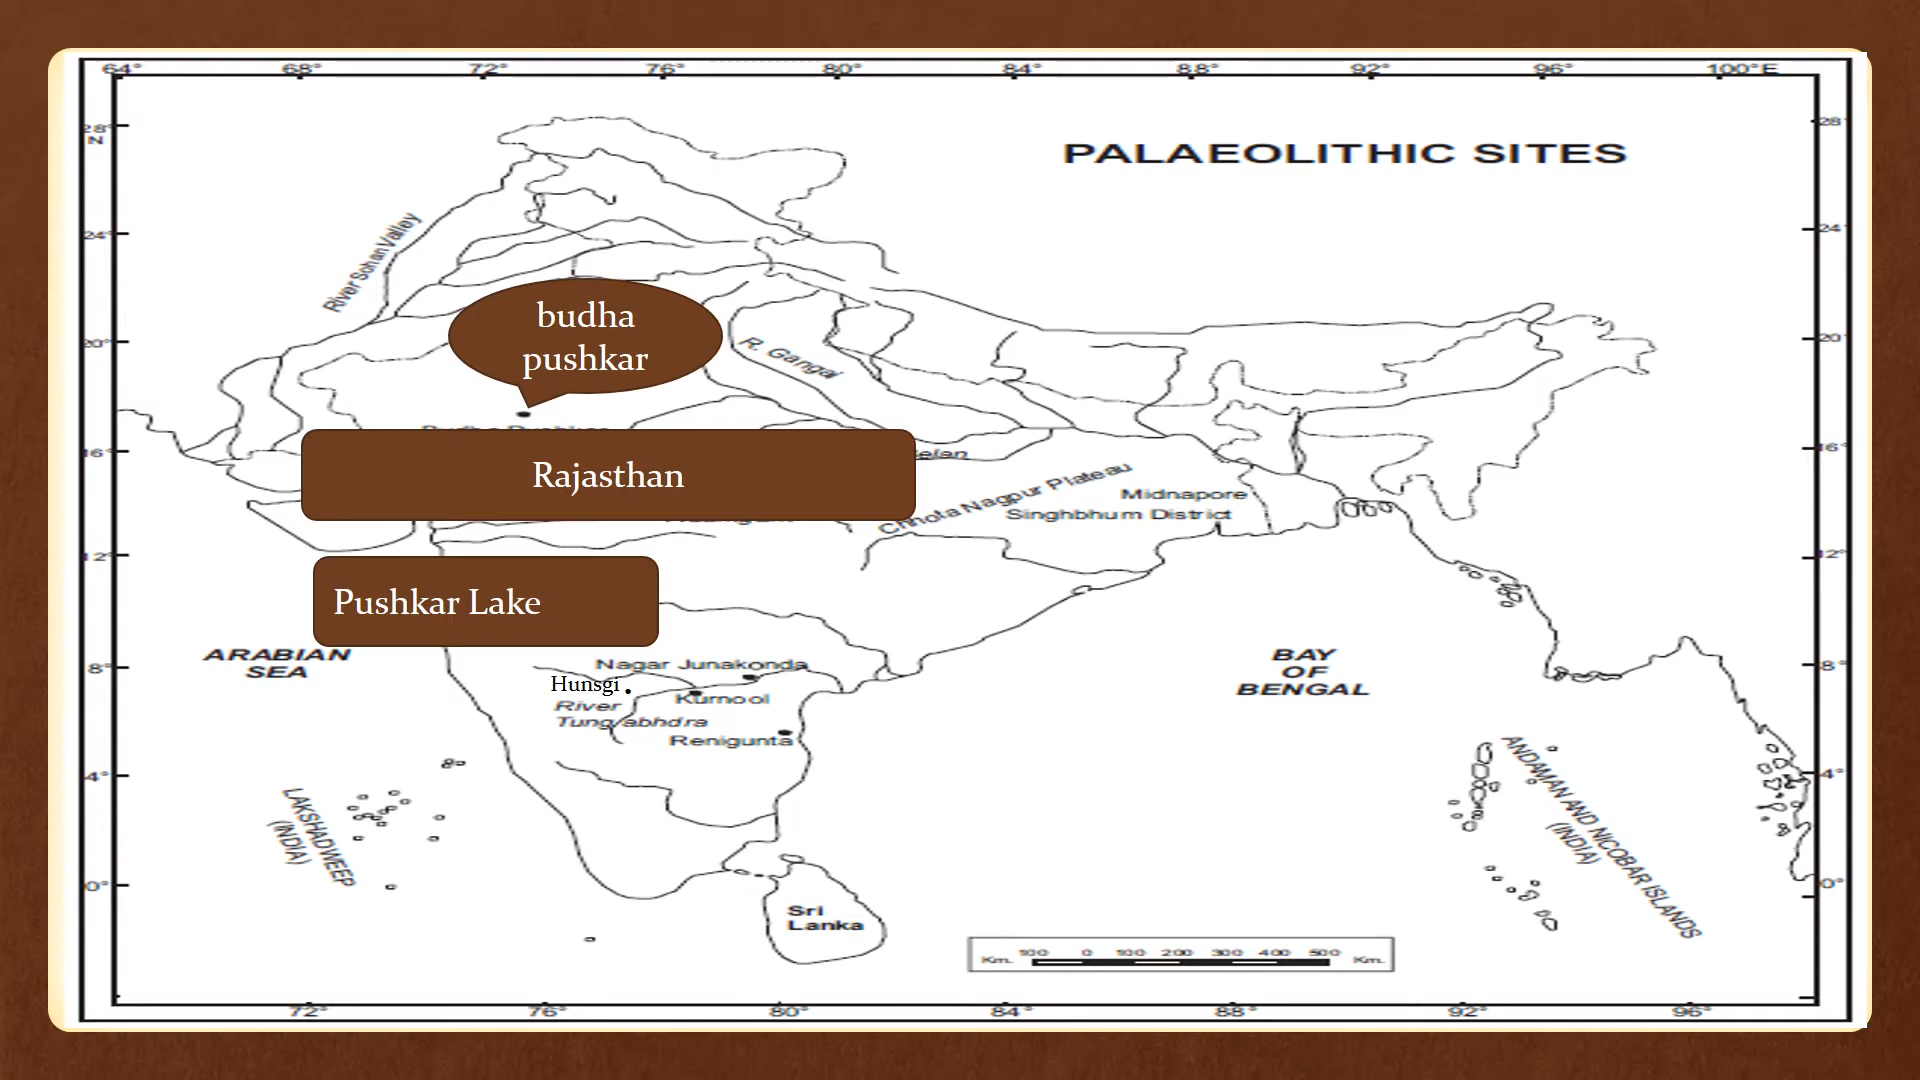 64° 68° 72° 76° 80° 84° 88° 92° 96° 100°E
28° 28°
N
PALAEOLITHIC SITES
24° 24°
River Sohan Valley
budha
pushkar
20° 20°
R. Ganga
Rajasthan
16° 16°
Chhota Nagpur Plateau
Midnapore
Singhbhum District
12° 12°
Pushkar Lake
ARABIAN
SEA
BAY
OF
BENGAL
8° 8°
Nagar Junakonda
Hunsgi
Kurnool
River
Tungabhdra
Renigunta
4° 4°
LAKSHADWEEP
(INDIA)
ANDAMAN AND NICOBAR ISLANDS
(INDIA)
0° 0°
Sri
Lanka
Km. 100 0 100 200 300 400 500 Km.
72° 76° 80° 84° 88° 92° 96°